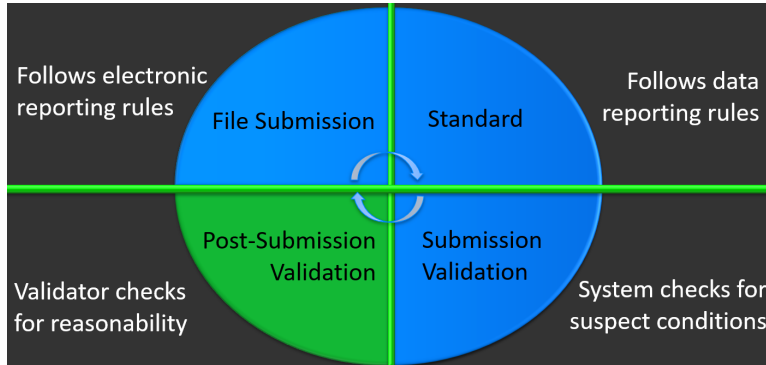 Follows electronic
reporting rules
File Submission
Standard
Follows data
reporting rules
Validator checks
for reasonability
Post-Submission
Validation
Submission
Validation
System checks for
suspect conditions